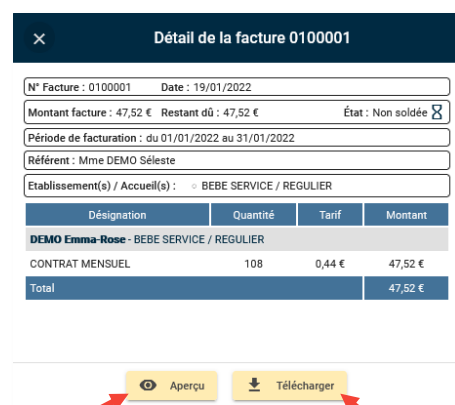 Détail de la facture 0100001
N° Facture : 0100001 Date : 19/01/2022
Montant facture : 47,52 € Restant dû : 47,52 € État : Non soldée
Période de facturation : du 01/01/2022 au 31/01/2022
Référent : Mme DEMO Séleste
Etablissement(s) / Accueil(s) : ○ BEBE SERVICE / REGULIER
Désignation Quantité Tarif Montant
DEMO Emma-Rose - BEBE SERVICE / REGULIER
CONTRAT MENSUEL 108 0,44 € 47,52 €
Total 47,52 €
Aperçu Télécharger